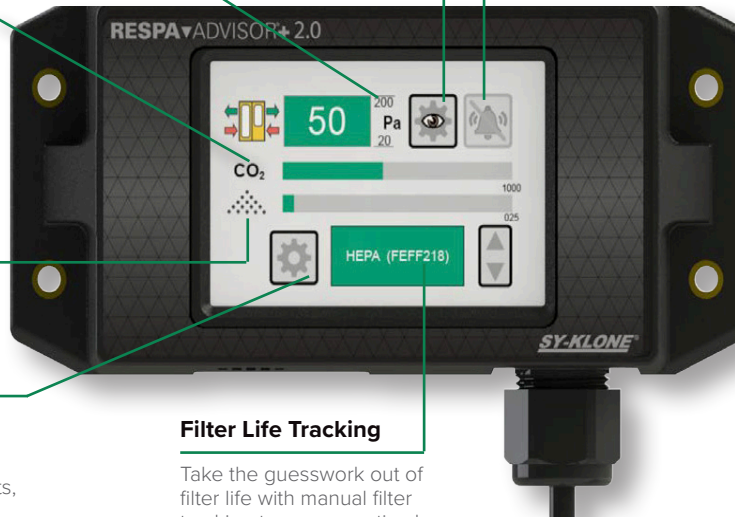 RESPA▾ADVISOR+ 2.0
50
200
Pa
20
CO₂
1000
025
HEPA (FEFF218)
SY-KLONE®
Filter Life Tracking
Take the guesswork out of
filter life with manual filter